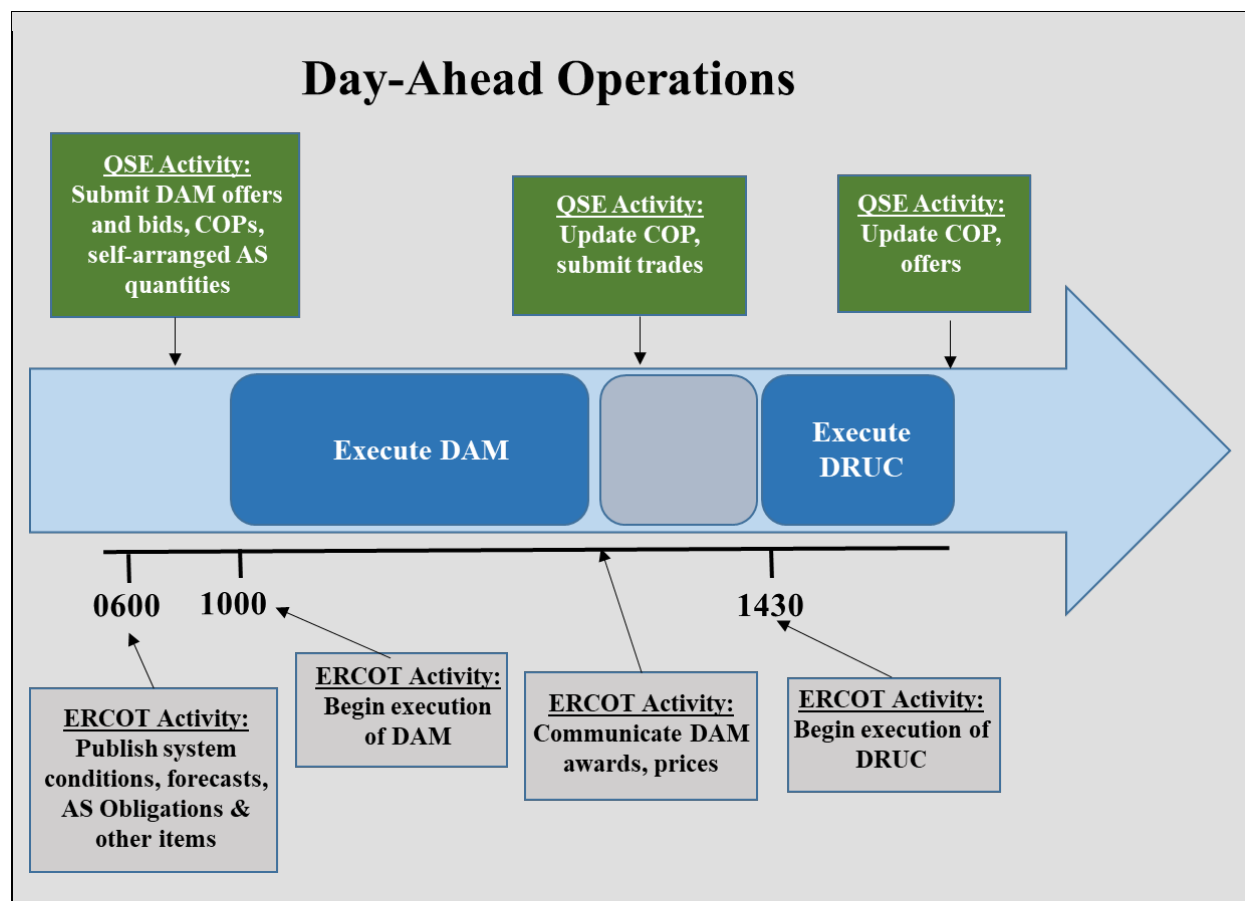 Day-Ahead Operations
QSE Activity:
Submit DAM offers
and bids, COPs,
self-arranged AS
quantities
QSE Activity:
Update COP,
submit trades
QSE Activity:
Update COP,
offers
Execute DAM
Execute
DRUC
0600
1000
1430
ERCOT Activity:
Publish system
conditions, forecasts,
AS Obligations &
other items
ERCOT Activity:
Begin execution
of DAM
ERCOT Activity:
Communicate DAM
awards, prices
ERCOT Activity:
Begin execution of
DRUC